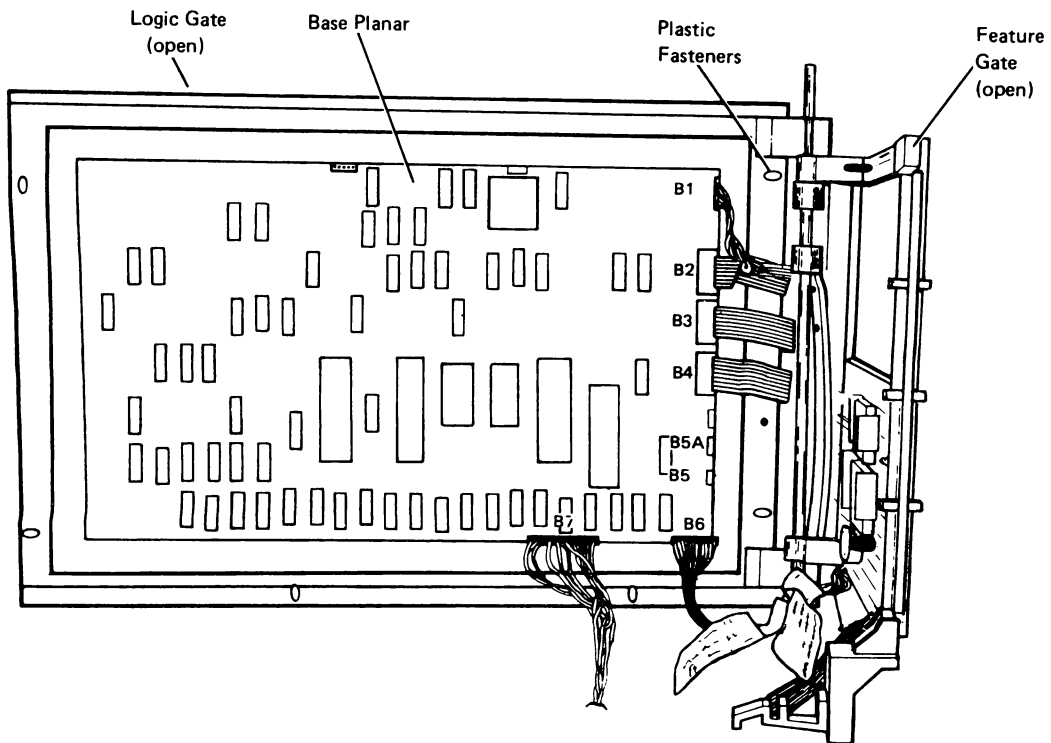 Logic Gate
(open)
Base Planar
Plastic
Fasteners
Feature
Gate
(open)
B1
B2
B3
B4
B5A
B5
B7
B6